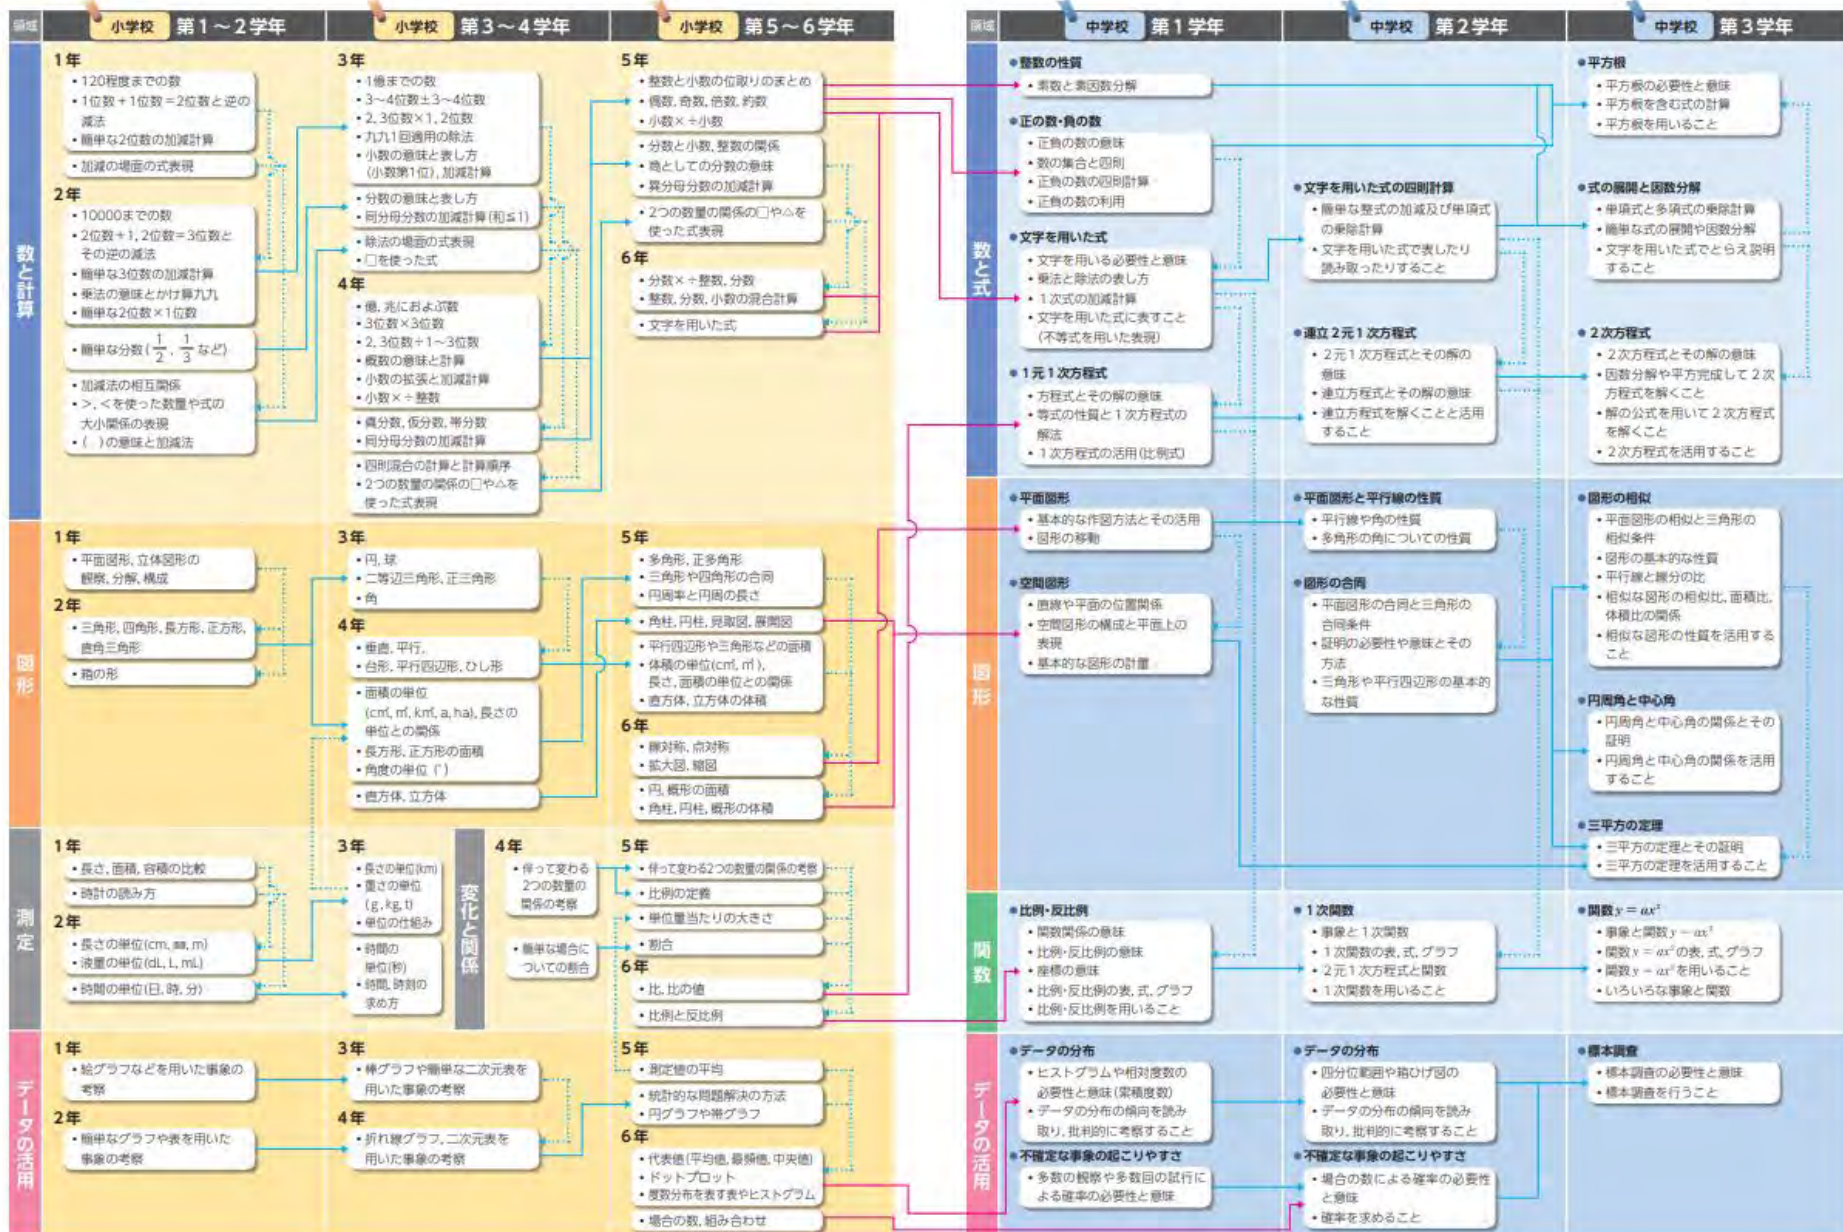 領域
小学校 第1～2学年
小学校 第3～4学年
小学校 第5～6学年
数と計算
1年
・120程度までの数
・1位数＋1位数＝2位数と逆の
減法
・簡単な2位数の加減計算
・加減の場面の式表現
2年
・10000までの数
・2位数＋1, 2位数＝3位数と
その逆の減法
・簡単な3位数の加減計算
・乗法の意味とかけ算九九
・簡単な2位数×1位数
・簡単な分数(1/2, 1/3 など)
・加減法の相互関係
・>, <を使った数量や式の
大小関係の表現
・( )の意味と加減法
3年
・1億までの数
・3～4位数±3～4位数
・2, 3位数×1, 2位数
・九九1回適用の除法
・小数の意味と表し方
(小数第1位), 加減計算
・分数の意味と表し方
・同分母分数の加減計算(和≦1)
・除法の場面の式表現
・□を使った式
4年
・億, 兆におよぶ数
・3位数×3位数
・2, 3位数÷1～3位数
・概数の意味と計算
・小数の拡張と加減計算
・小数×÷整数
・真分数, 仮分数, 帯分数
・同分母分数の加減計算
・四則混合の計算と計算順序
・2つの数量の関係の□や△を
使った式表現
5年
・整数と小数の位取りのまとめ
・偶数, 奇数, 倍数, 約数
・小数×÷小数
・分数と小数, 整数の関係
・商としての分数の意味
・異分母分数の加減計算
・2つの数量の関係の□や△を
使った式表現
6年
・分数×÷整数, 分数
・整数, 分数, 小数の混合計算
・文字を用いた式
図形
1年
・平面図形, 立体図形の
観察, 分解, 構成
2年
・三角形, 四角形, 長方形, 正方形,
直角三角形
・箱の形
3年
・円, 球
・二等辺三角形, 正三角形
・角
4年
・垂直, 平行,
・台形, 平行四辺形, ひし形
・面積の単位
(cm², m², km², a, ha), 長さの
単位との関係
・長方形, 正方形の面積
・角度の単位 (°)
・直方体, 立方体
5年
・多角形, 正多角形
・三角形や四角形の合同
・円周率と円周の長さ
・角柱, 円柱, 見取図, 展開図
・平行四辺形や三角形などの面積
・体積の単位(cm³, m³),
長さ, 面積の単位との関係
・直方体, 立方体の体積
6年
・線対称, 点対称
・拡大図, 縮図
・円, 概形の面積
・角柱, 円柱, 概形の体積
測定
1年
・長さ, 面積, 容積の比較
・時計の読み方
2年
・長さの単位(cm, mm, m)
・液量の単位(dL, L, mL)
・時間の単位(日, 時, 分)
3年
・長さの単位(km)
・重さの単位
(g, kg, t)
・単位の仕組み
・時間の
単位(秒)
・時間, 時刻の
求め方
変化と関係
4年
・伴って変わる
2つの数量の
関係の考察
・簡単な場合に
ついての割合
5年
・伴って変わる2つの数量の関係の考察
・比例の定義
・単位量当たりの大きさ
・割合
6年
・比, 比の値
・比例と反比例
データの活用
1年
・絵グラフなどを用いた事象の
考察
2年
・簡単なグラフや表を用いた
事象の考察
3年
・棒グラフや簡単な二次元表を
用いた事象の考察
4年
・折れ線グラフ, 二次元表を
用いた事象の考察
5年
・測定値の平均
・統計的な問題解決の方法
・円グラフや帯グラフ
6年
・代表値(平均値, 最頻値, 中央値)
・ドットプロット
・度数分布を表す表やヒストグラム
・場合の数, 組み合わせ
領域
中学校 第1学年
中学校 第2学年
中学校 第3学年
数と式
●整数の性質
・素数と素因数分解
●正の数・負の数
・正負の数の意味
・数の集合と四則
・正負の数の四則計算
・正負の数の利用
●文字を用いた式
・文字を用いる必要性と意味
・乗法と除法の表し方
・1次式の加減計算
・文字を用いた式に表すこと
(不等式を用いた表現)
●1元1次方程式
・方程式とその解の意味
・等式の性質と1次方程式の
解法
・1次方程式の活用(比例式)
●文字を用いた式の四則計算
・簡単な整式の加減及び単項式
の乗除計算
・文字を用いた式で表したり
読み取ったりすること
●連立2元1次方程式
・2元1次方程式とその解の
意味
・連立方程式とその解の意味
・連立方程式を解くことと活用
すること
●平方根
・平方根の必要性と意味
・平方根を含む式の計算
・平方根を用いること
●式の展開と因数分解
・単項式と多項式の乗除計算
・簡単な式の展開や因数分解
・文字を用いた式でとらえ説明
すること
●2次方程式
・2次方程式とその解の意味
・因数分解や平方完成して2次
方程式を解くこと
・解の公式を用いて2次方程式
を解くこと
・2次方程式を活用すること
図形
●平面図形
・基本的な作図方法とその活用
・図形の移動
●空間図形
・直線や平面の位置関係
・空間図形の構成と平面上の
表現
・基本的な図形の計量
●平面図形と平行線の性質
・平行線や角の性質
・多角形の角についての性質
●図形の合同
・平面図形の合同と三角形の
合同条件
・証明の必要性や意味とその
方法
・三角形や平行四辺形の基本的
な性質
●図形の相似
・平面図形の相似と三角形の
相似条件
・図形の基本的な性質
・平行線と線分の比
・相似な図形の相似比, 面積比,
体積比の関係
・相似な図形の性質を活用する
こと
●円周角と中心角
・円周角と中心角の関係とその
証明
・円周角と中心角の関係を活用
すること
●三平方の定理
・三平方の定理とその証明
・三平方の定理を活用すること
関数
●比例・反比例
・関数関係の意味
・比例・反比例の意味
・座標の意味
・比例・反比例の表, 式, グラフ
・比例・反比例を用いること
●1次関数
・事象と1次関数
・1次関数の表, 式, グラフ
・2元1次方程式と関数
・1次関数を用いること
●関数 y = ax²
・事象と関数 y = ax²
・関数 y = ax² の表, 式, グラフ
・関数 y = ax² を用いること
・いろいろな事象と関数
データの活用
●データの分布
・ヒストグラムや相対度数の
必要性と意味(累積度数)
・データの分布の傾向を読み
取り, 批判的に考察すること
●不確定な事象の起こりやすさ
・多数の観察や多数回の試行に
よる確率の必要性と意味
●データの分布
・四分位範囲や箱ひげ図の
必要性と意味
・データの分布の傾向を読み
取り, 批判的に考察すること
●不確定な事象の起こりやすさ
・場合の数による確率の必要性
と意味
・確率を求めること
●標本調査
・標本調査の必要性と意味
・標本調査を行うこと